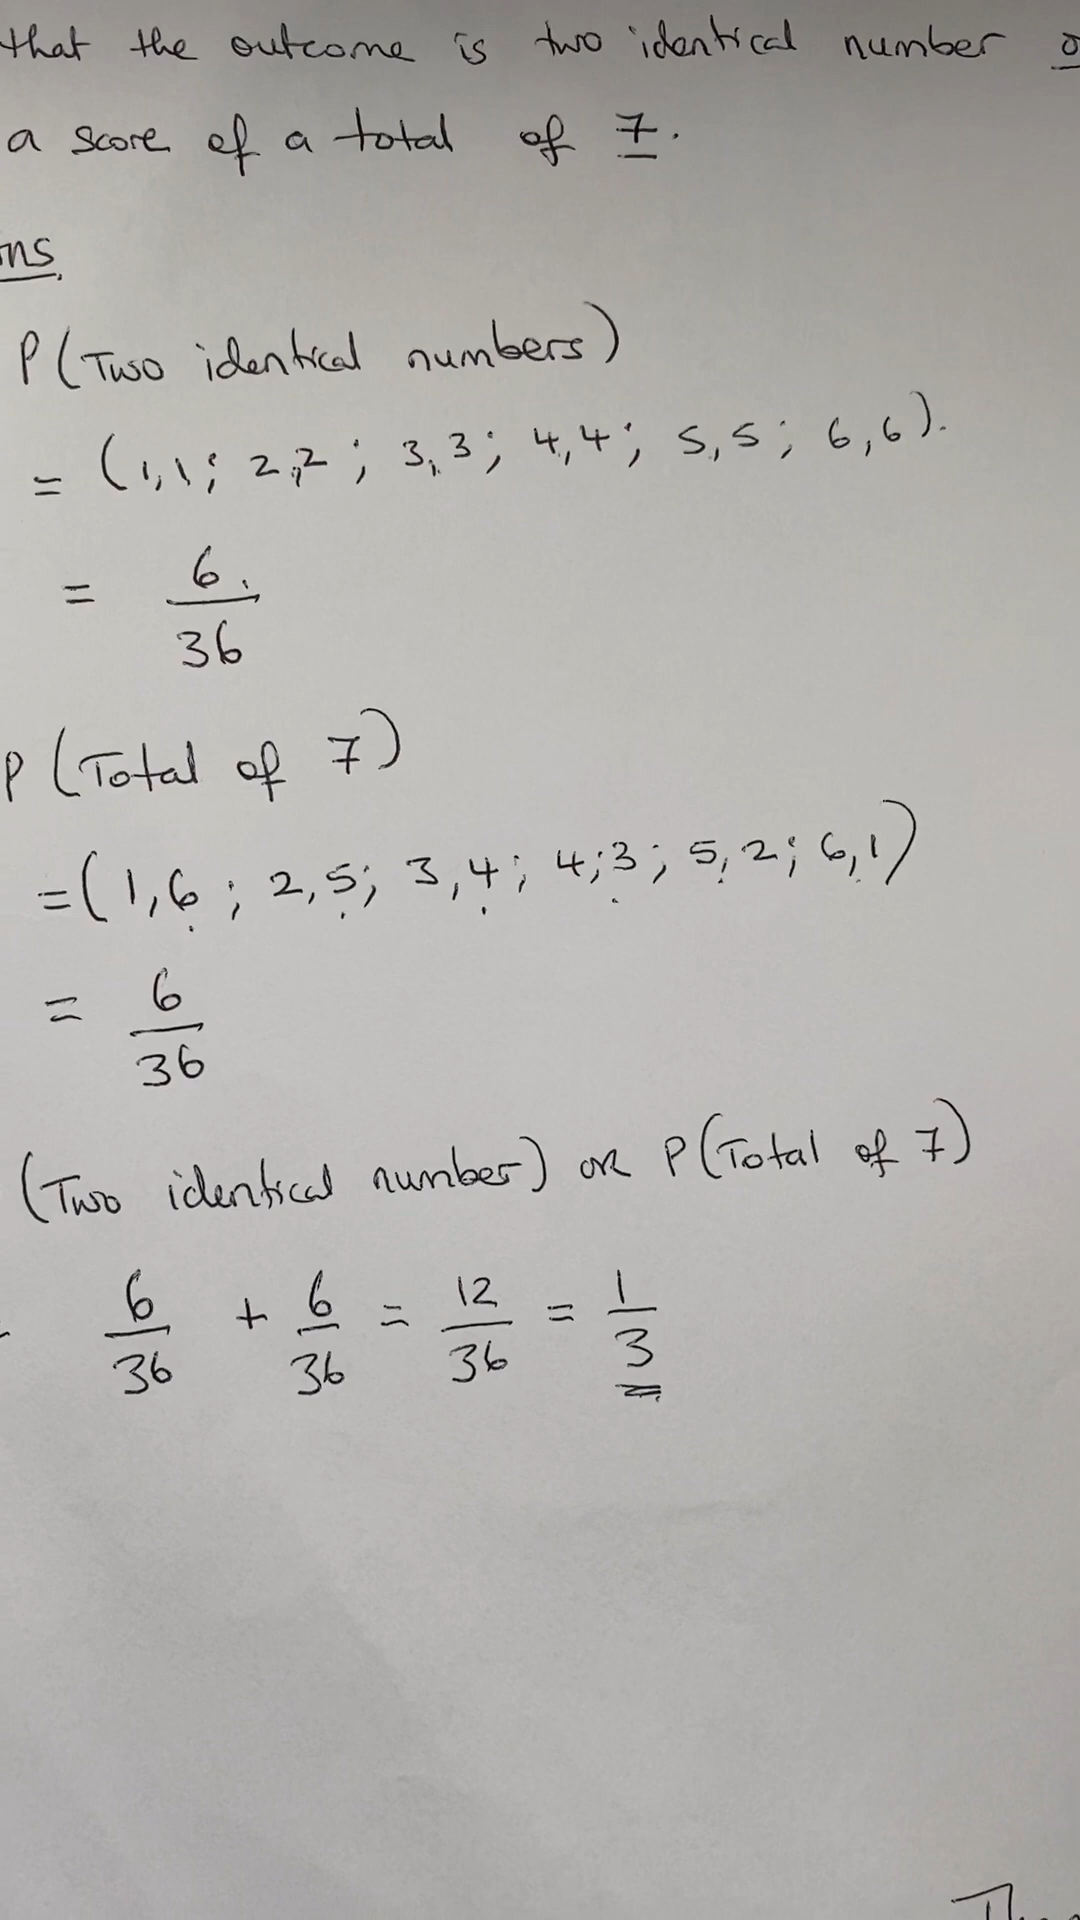 that the outcome is two identical number
a score of a total of 7.
ns.
P(Two identical numbers)
= (1,1; 2,2; 3,3; 4,4; 5,5; 6,6).
= 6/36
P(Total of 7)
=(1,6; 2,5; 3,4; 4;3; 5,2; 6,1)
= 6/36
(Two identical number) OR P(Total of 7)
6/36 + 6/36 = 12/36 = 1/3